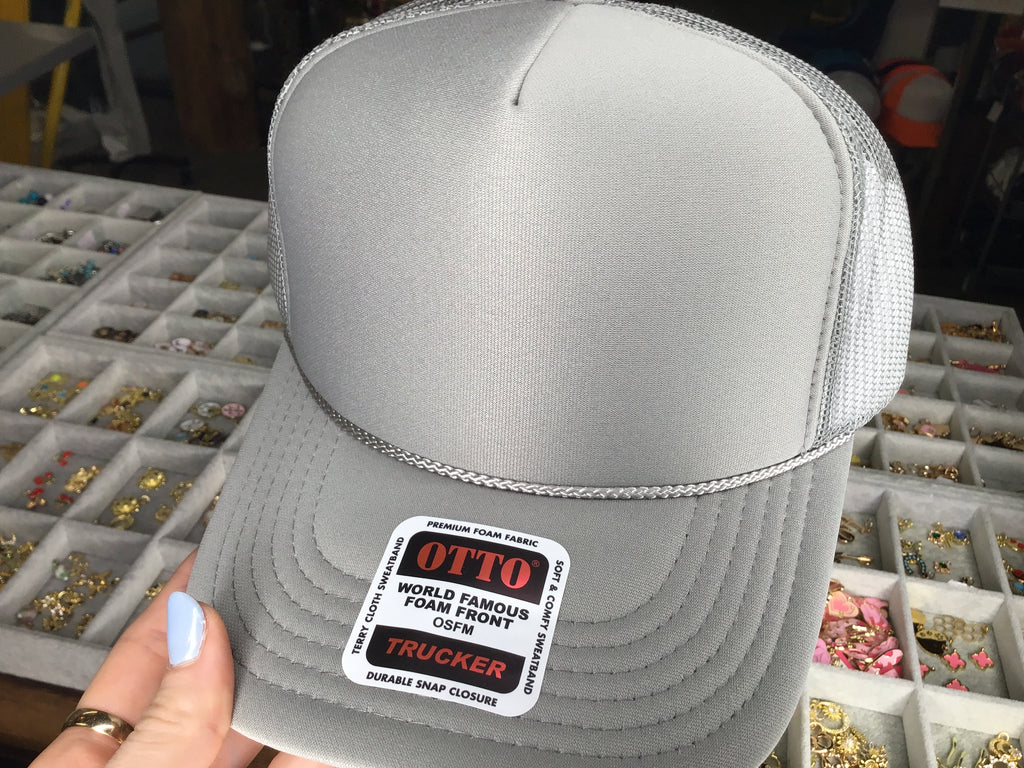 PREMIUM FOAM FABRIC
OTTO®
WORLD FAMOUS
FOAM FRONT
OSFM
TRUCKER
DURABLE SNAP CLOSURE
TERRY CLOTH SWEATBAND
SOFT & COMFY SWEATBAND